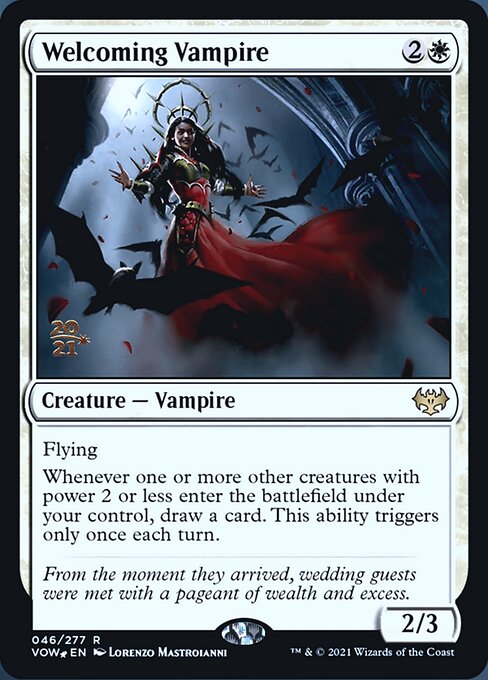 Welcoming Vampire 2
20
21
Creature — Vampire
Flying
Whenever one or more other creatures with
power 2 or less enter the battlefield under
your control, draw a card. This ability triggers
only once each turn.
From the moment they arrived, wedding guests
were met with a pageant of wealth and excess.
2/3
046/277 R
VOW★EN Lorenzo Mastroianni
™ & © 2021 Wizards of the Coast